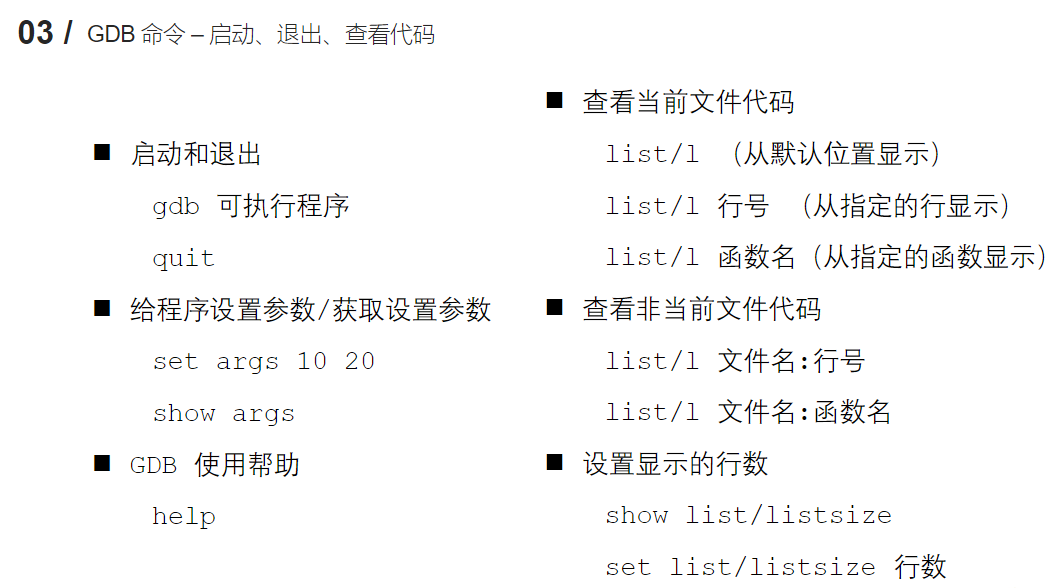 03 / GDB 命令 – 启动、退出、查看代码
■ 启动和退出
gdb 可执行程序
quit
■ 给程序设置参数/获取设置参数
set args 10 20
show args
■ GDB 使用帮助
help
■ 查看当前文件代码
list/l （从默认位置显示）
list/l 行号 （从指定的行显示）
list/l 函数名（从指定的函数显示）
■ 查看非当前文件代码
list/l 文件名:行号
list/l 文件名:函数名
■ 设置显示的行数
show list/listsize
set list/listsize 行数